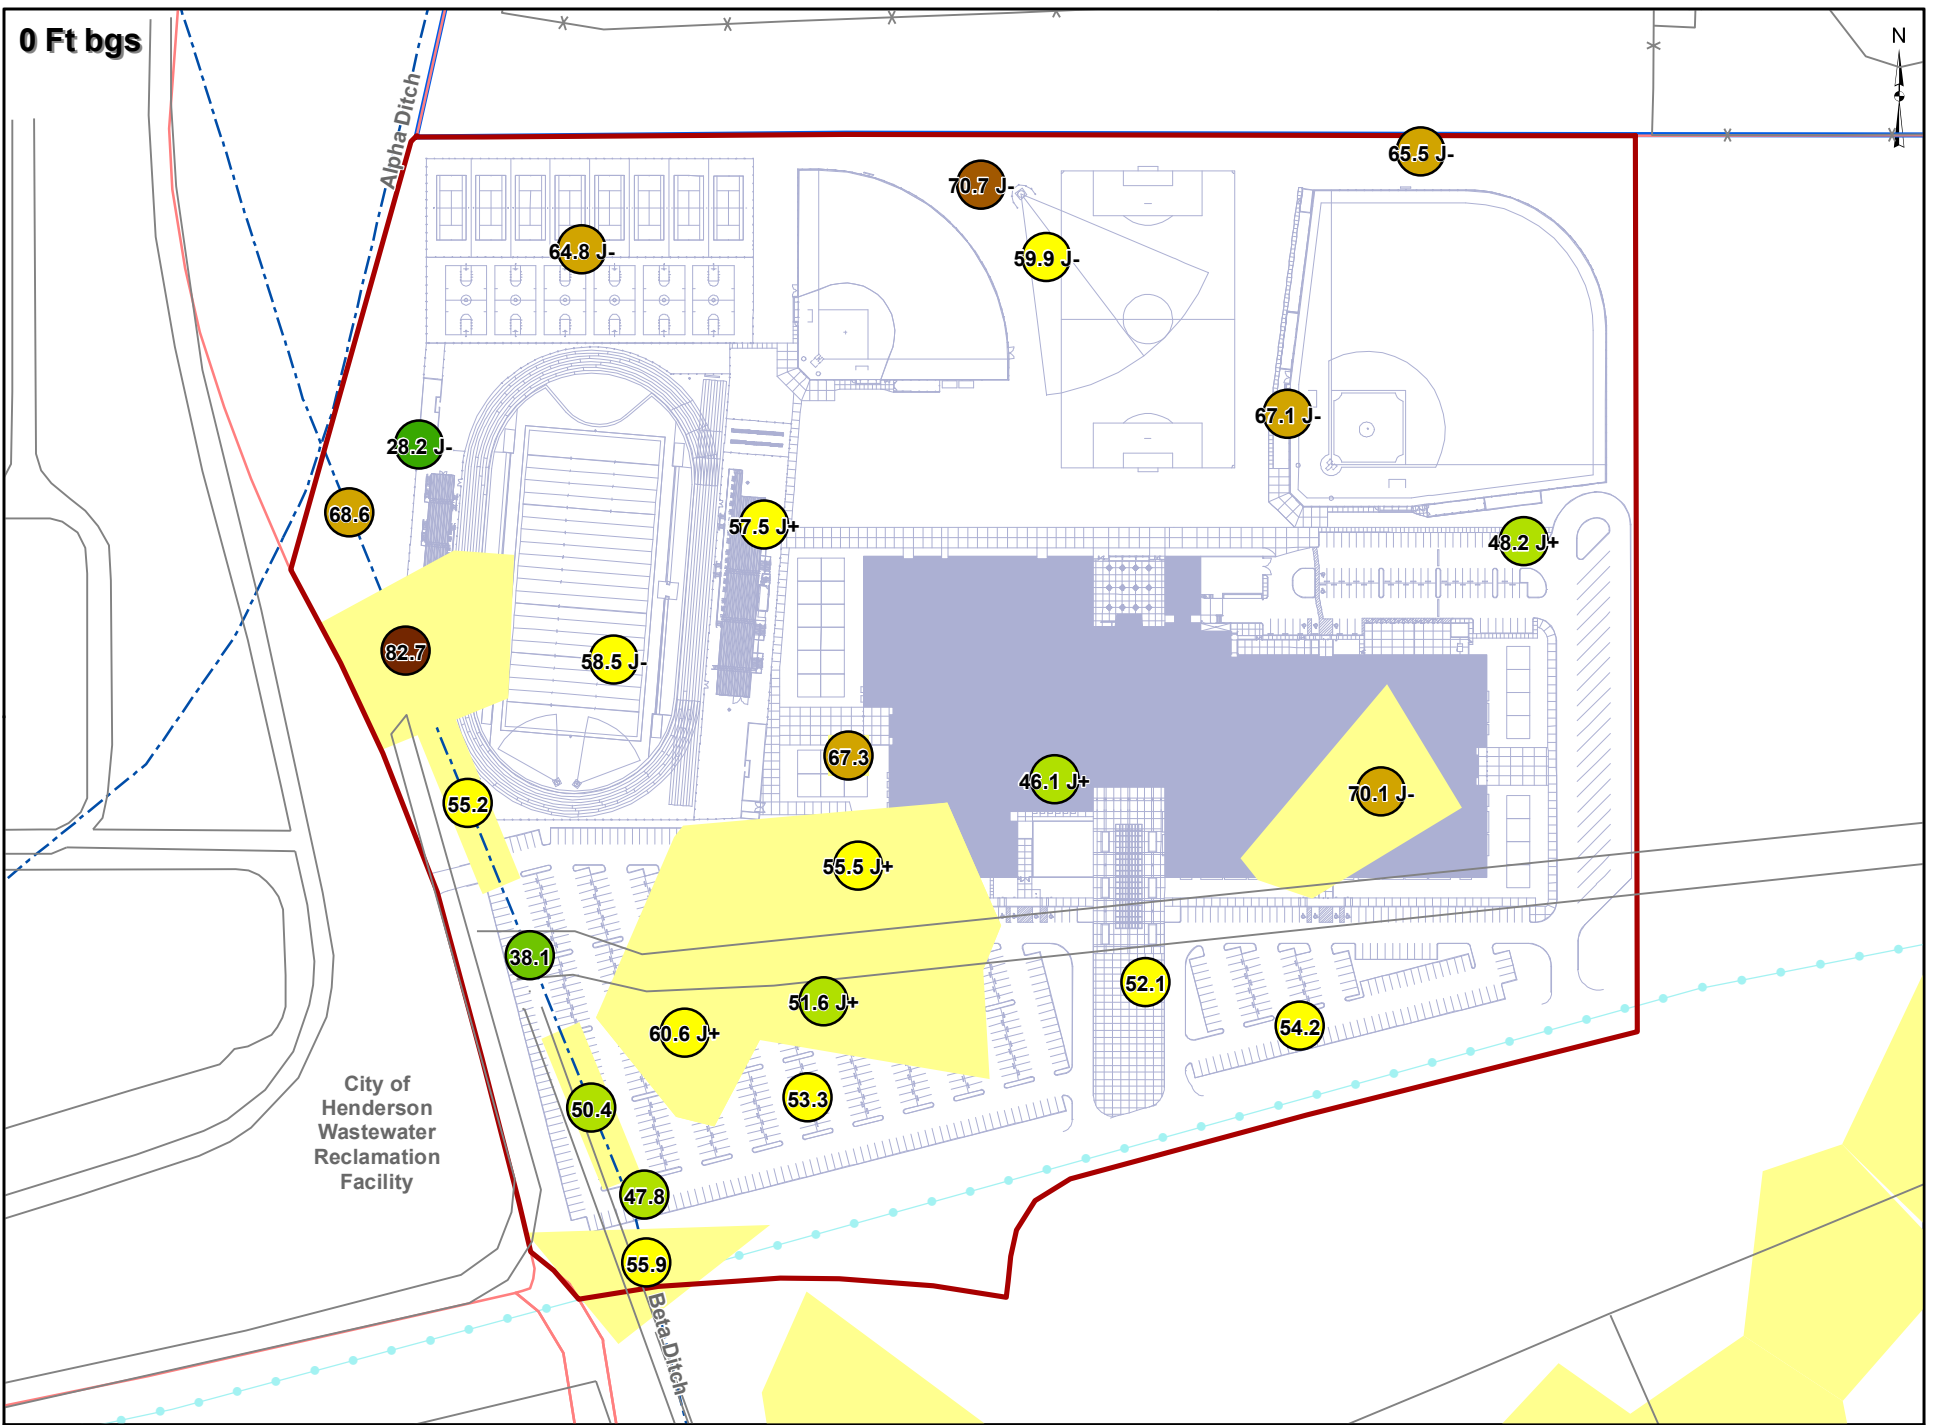 0 Ft bgs
N
Alpha Ditch
65.5 J-
70.7 J-
64.8 J-
59.9 J-
67.1 J-
28.2 J-
68.6
57.5 J+
48.2 J+
82.7
58.5 J-
67.3
46.1 J+
70.1 J-
55.2
55.5 J+
38.1
52.1
51.6 J+
60.6 J+
54.2
53.3
50.4
City of
Henderson
Wastewater
Reclamation
Facility
47.8
55.9
Beta Ditch